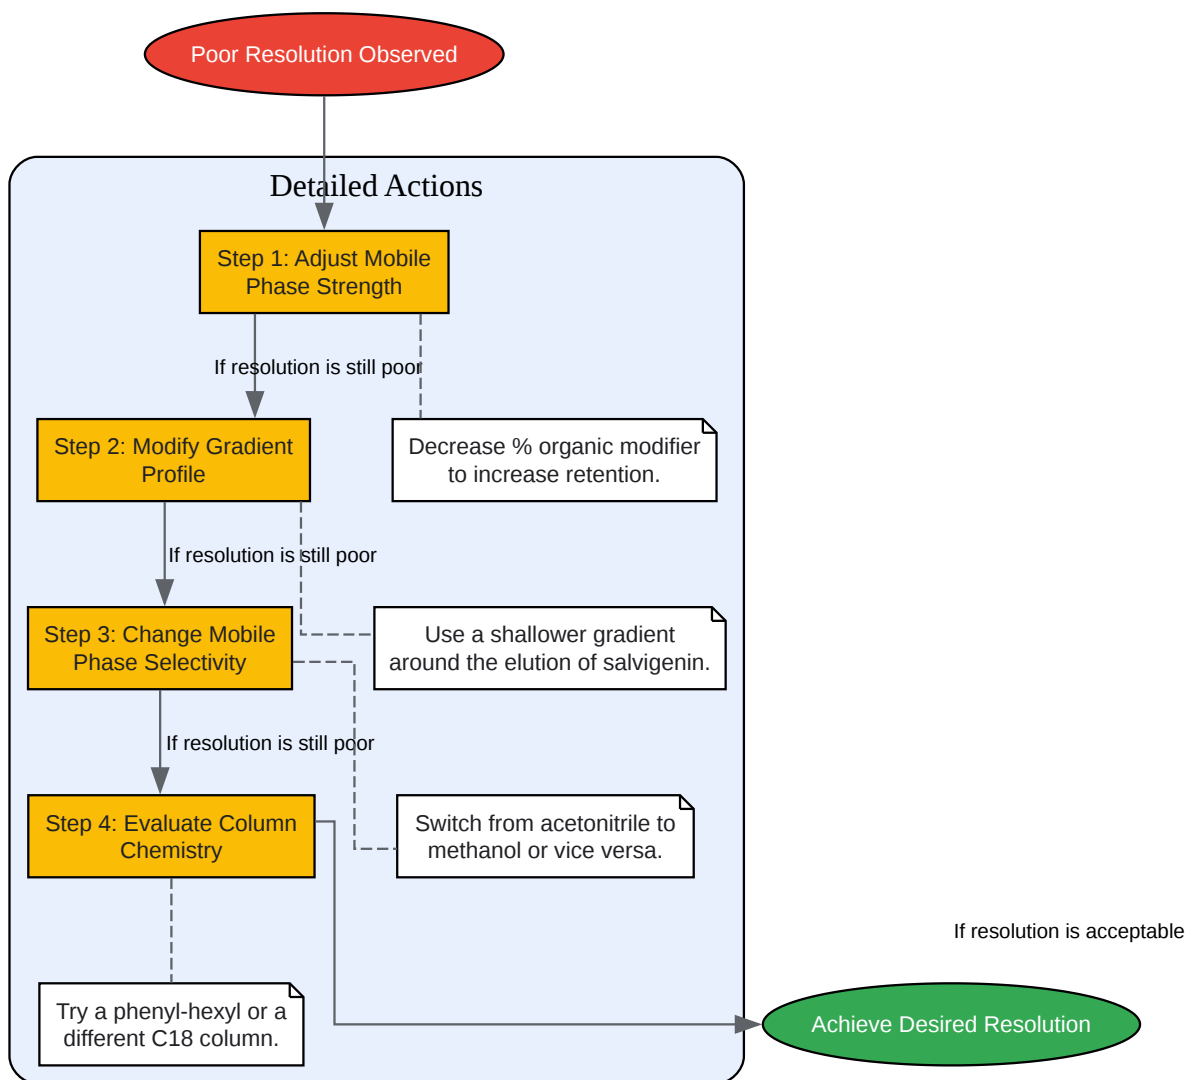 Poor Resolution Observed
Detailed Actions
Step 1: Adjust Mobile
Phase Strength
If resolution is still poor
Step 2: Modify Gradient
Profile
Decrease % organic modifier
to increase retention.
If resolution is still poor
Step 3: Change Mobile
Phase Selectivity
Use a shallower gradient
around the elution of salvigenin.
If resolution is still poor
Step 4: Evaluate Column
Chemistry
Switch from acetonitrile to
methanol or vice versa.
If resolution is acceptable
Try a phenyl-hexyl or a
different C18 column.
Achieve Desired Resolution